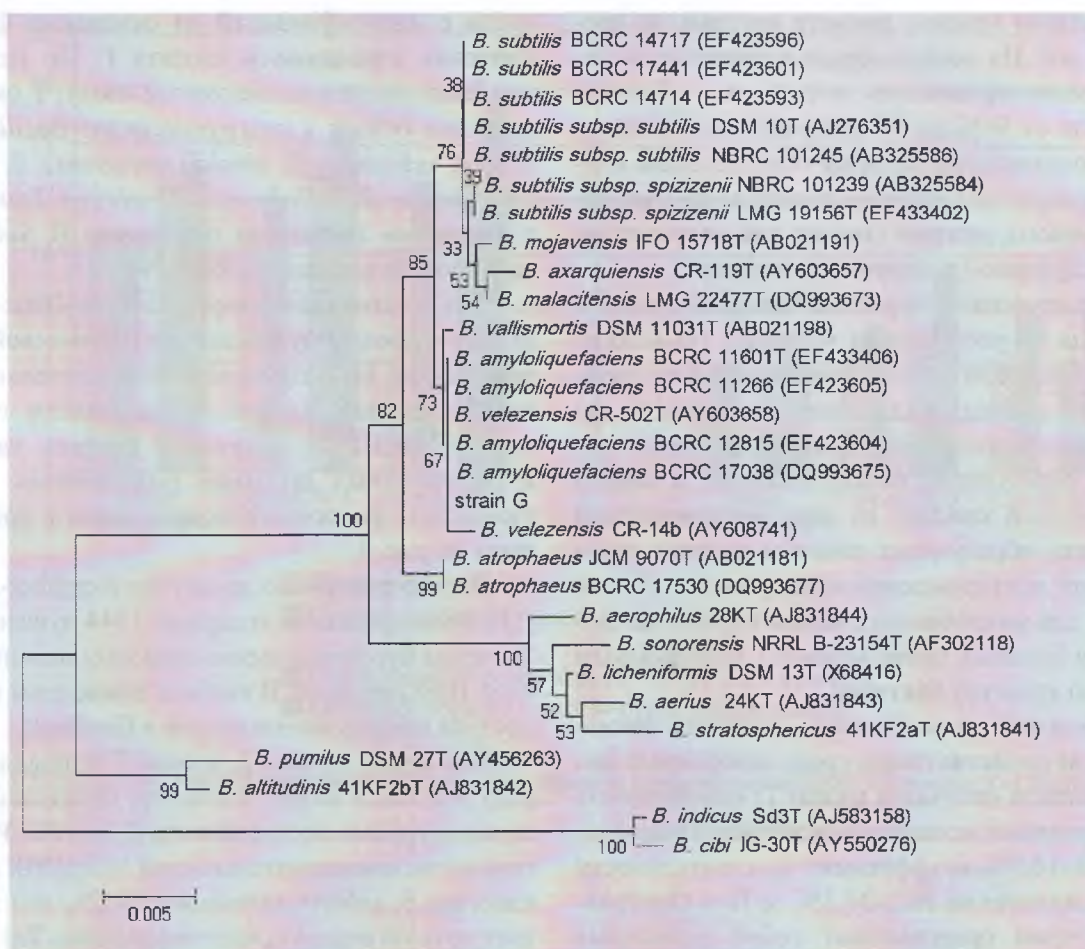 B. subtilis BCRC 14717 (EF423596)
B. subtilis BCRC 17441 (EF423601)
38
B. subtilis BCRC 14714 (EF423593)
B. subtilis subsp. subtilis DSM 10T (AJ276351)
76
B. subtilis subsp. subtilis NBRC 101245 (AB325586)
39
B. subtilis subsp. spizizenii NBRC 101239 (AB325584)
B. subtilis subsp. spizizenii LMG 19156T (EF433402)
33
B. mojavensis IFO 15718T (AB021191)
85
53
B. axarquiensis CR-119T (AY603657)
54
B. malacitensis LMG 22477T (DQ993673)
B. vallismortis DSM 11031T (AB021198)
B. amyloliquefaciens BCRC 11601T (EF433406)
B. amyloliquefaciens BCRC 11266 (EF423605)
73
82
B. velezensis CR-502T (AY603658)
B. amyloliquefaciens BCRC 12815 (EF423604)
67
B. amyloliquefaciens BCRC 17038 (DQ993675)
strain G
100
B. velezensis CR-14b (AY608741)
B. atrophaeus JCM 9070T (AB021181)
99
B. atrophaeus BCRC 17530 (DQ993677)
B. aerophilus 28KT (AJ831844)
100
B. sonorensis NRRL B-23154T (AF302118)
57
B. licheniformis DSM 13T (X68416)
52
B. aerius 24KT (AJ831843)
53
B. stratosphericus 41KF2aT (AJ831841)
B. pumilus DSM 27T (AY456263)
99
B. altitudinis 41KF2bT (AJ831842)
B. indicus Sd3T (AJ583158)
100
B. cibi JG-30T (AY550276)
0.005